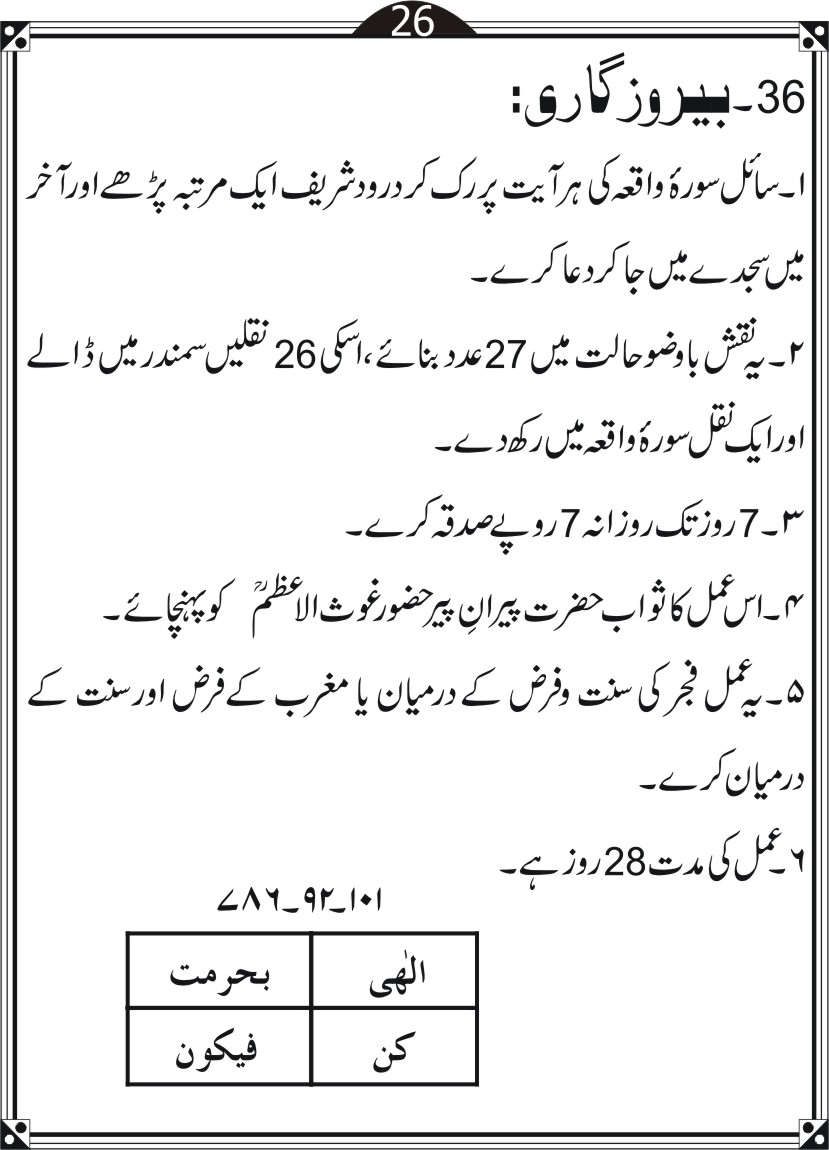 26
36۔بیروزگاری:
۱۔سائل سورۂ واقعہ کی ہر آیت پر رک کر درود شریف ایک مرتبہ پڑھے اور آخر
میں سجدے میں جا کر دعا کرے۔
۲۔یہ نقش باوضو حالت میں 27 عدد بنائے، اسکی 26 نقلیں سمندر میں ڈالے
اور ایک نقل سورۂ واقعہ میں رکھ دے۔
۳۔7 روز تک روزانہ 7 روپے صدقہ کرے۔
۴۔اس عمل کا ثواب حضرت پیرانِ پیر حضور غوث الاعظمؒ کو پہنچائے۔
۵۔یہ عمل فجر کی سنت وفرض کے درمیان یا مغرب کے فرض اور سنت کے
درمیان کرے۔
۶۔عمل کی مدت 28 روز ہے۔
۷۸۶۔۹۲۔۱۰۱
الٰھی بحرمت
کن فیکون